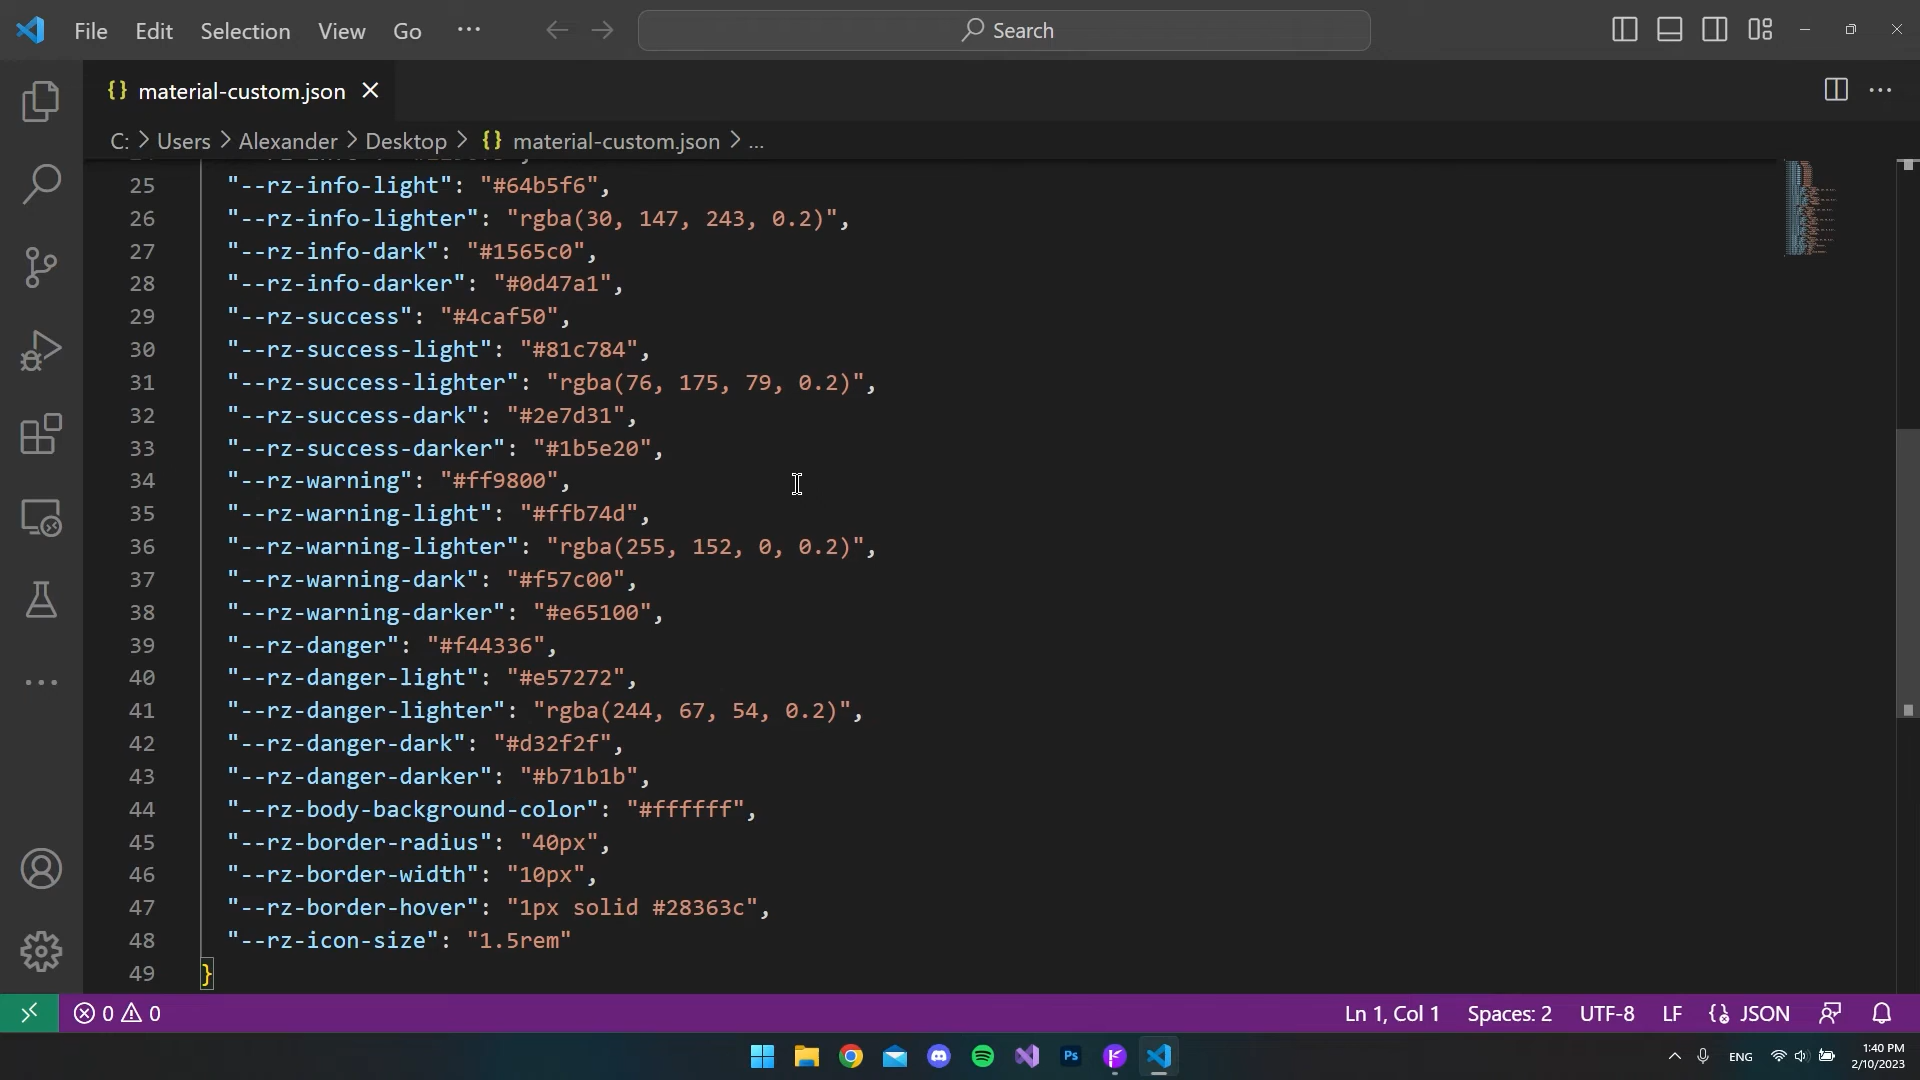 File Edit Selection View Go ··· Search
{} material-custom.json
C: > Users > Alexander > Desktop > {} material-custom.json > ...
25 "--rz-info-light": "#64b5f6",
26 "--rz-info-lighter": "rgba(30, 147, 243, 0.2)",
27 "--rz-info-dark": "#1565c0",
28 "--rz-info-darker": "#0d47a1",
29 "--rz-success": "#4caf50",
30 "--rz-success-light": "#81c784",
31 "--rz-success-lighter": "rgba(76, 175, 79, 0.2)",
32 "--rz-success-dark": "#2e7d31",
33 "--rz-success-darker": "#1b5e20",
34 "--rz-warning": "#ff9800",
35 "--rz-warning-light": "#ffb74d",
36 "--rz-warning-lighter": "rgba(255, 152, 0, 0.2)",
37 "--rz-warning-dark": "#f57c00",
38 "--rz-warning-darker": "#e65100",
39 "--rz-danger": "#f44336",
40 "--rz-danger-light": "#e57272",
41 "--rz-danger-lighter": "rgba(244, 67, 54, 0.2)",
42 "--rz-danger-dark": "#d32f2f",
43 "--rz-danger-darker": "#b71b1b",
44 "--rz-body-background-color": "#ffffff",
45 "--rz-border-radius": "40px",
46 "--rz-border-width": "10px",
47 "--rz-border-hover": "1px solid #28363c",
48 "--rz-icon-size": "1.5rem"
49 }
0 0 Ln 1, Col 1 Spaces: 2 UTF-8 LF JSON
Ps ENG 1:40 PM
2/10/2023